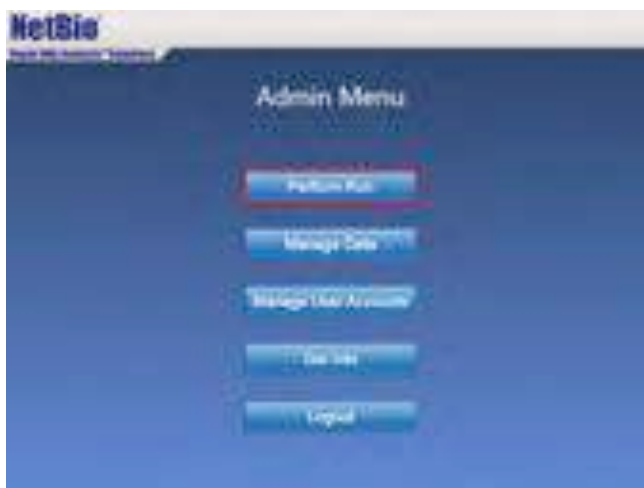 NetBio
Admin Menu
Perform Run
Manage Data
Manage User Accounts
Logout